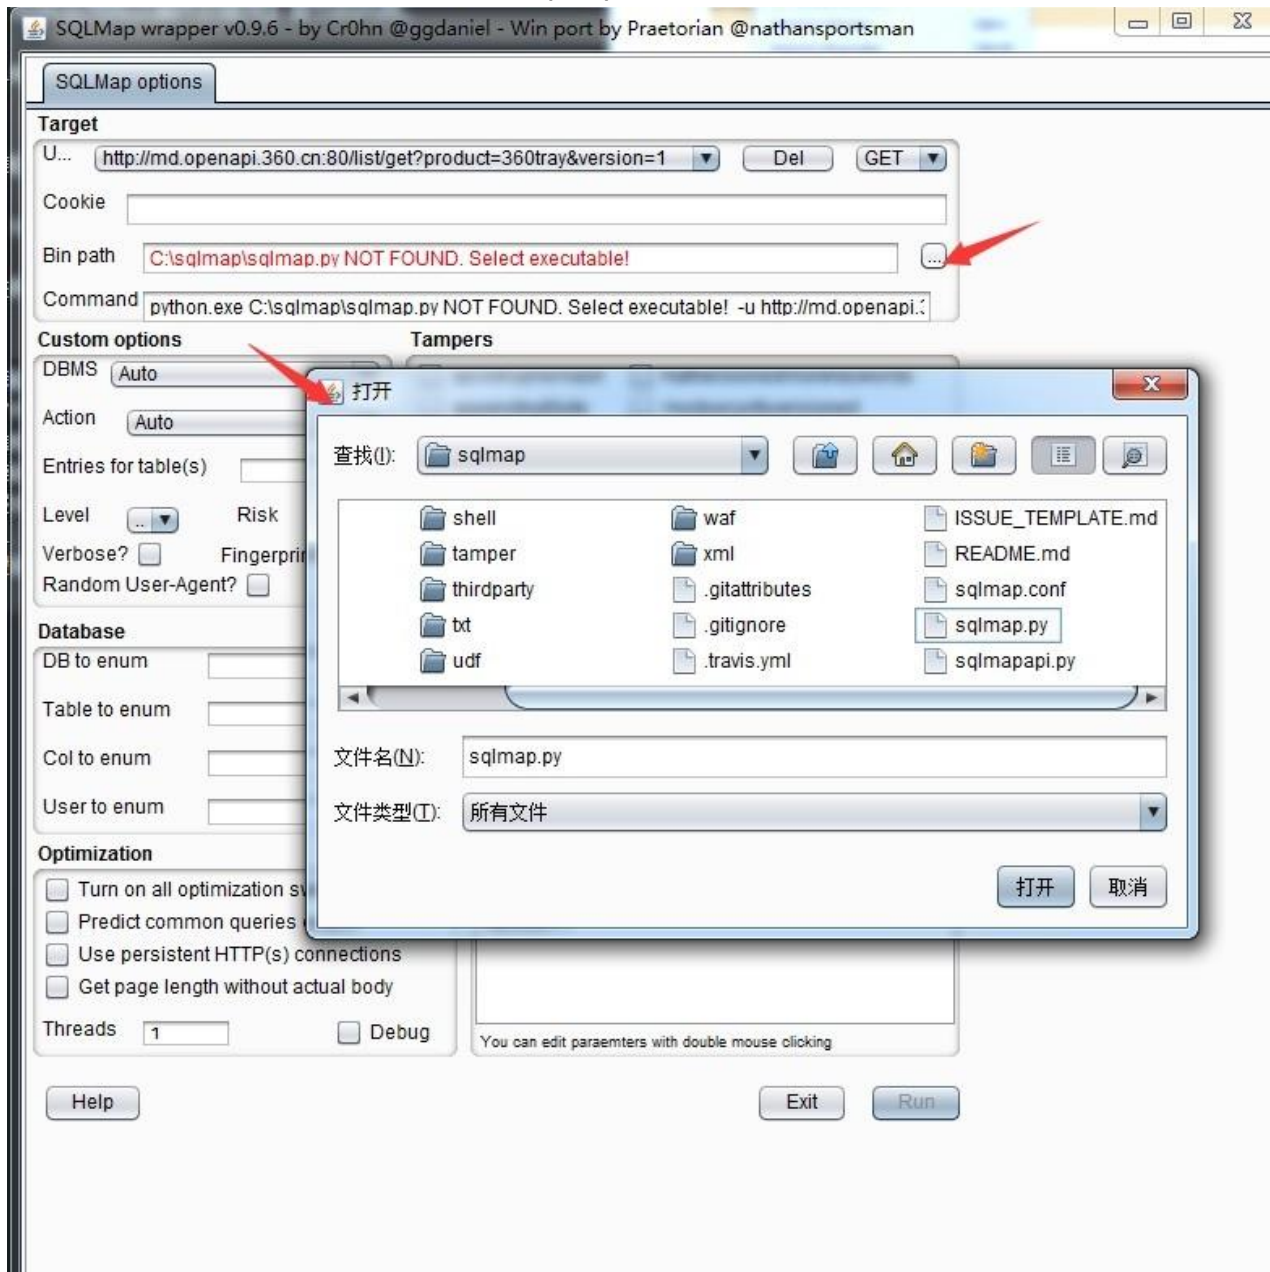 SQLMap wrapper v0.9.6 - by Cr0hn @ggdaniel - Win port by Praetorian @nathansportsman
SQLMap options
Target
U... http://md.openapi.360.cn:80/list/get?product=360tray&version=1 Del GET
Cookie
Bin path C:\sqlmap\sqlmap.py NOT FOUND. Select executable! ...
Command python.exe C:\sqlmap\sqlmap.py NOT FOUND. Select executable! -u http://md.openapi.
Custom options Tampers
DBMS Auto
打开
Action Auto
查找(I): sqlmap
Entries for table(s)
shell waf ISSUE_TEMPLATE.md
Level .. Risk
tamper xml README.md
Verbose? Fingerprin
thirdparty .gitattributes sqlmap.conf
Random User-Agent?
txt .gitignore sqlmap.py
Database
udf .travis.yml sqlmapapi.py
DB to enum
Table to enum
Col to enum
文件名(N): sqlmap.py
User to enum
文件类型(T): 所有文件
Optimization
Turn on all optimization sv
打开 取消
Predict common queries
Use persistent HTTP(s) connections
Get page length without actual body
Threads 1 Debug
You can edit paraemters with double mouse clicking
Help Exit Run